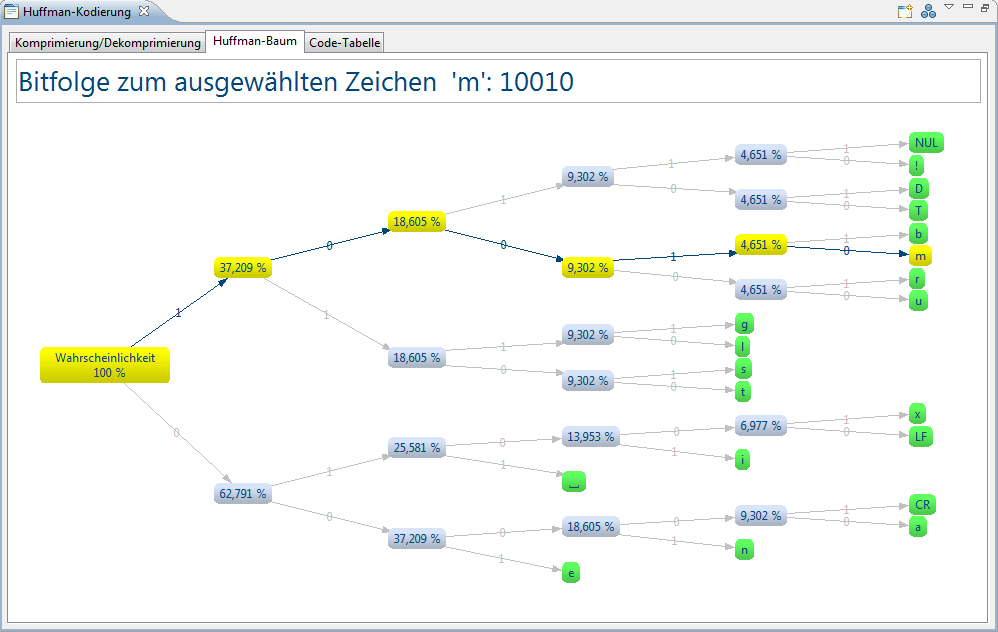 Huffman-Kodierung
Komprimierung/Dekomprimierung
Huffman-Baum
Code-Tabelle
Bitfolge zum ausgewählten Zeichen 'm': 10010
Wahrscheinlichkeit
100 %
1
0
37,209 %
62,791 %
0
1
1
0
18,605 %
18,605 %
25,581 %
37,209 %
1
0
1
0
0
1
0
1
9,302 %
9,302 %
9,302 %
9,302 %
13,953 %
␣
18,605 %
e
1
0
1
0
1
0
1
0
0
1
0
1
4,651 %
4,651 %
4,651 %
4,651 %
g
l
s
t
6,977 %
i
9,302 %
n
1
0
1
0
1
0
1
0
1
0
1
0
NUL
!
D
T
b
m
r
u
x
LF
CR
a